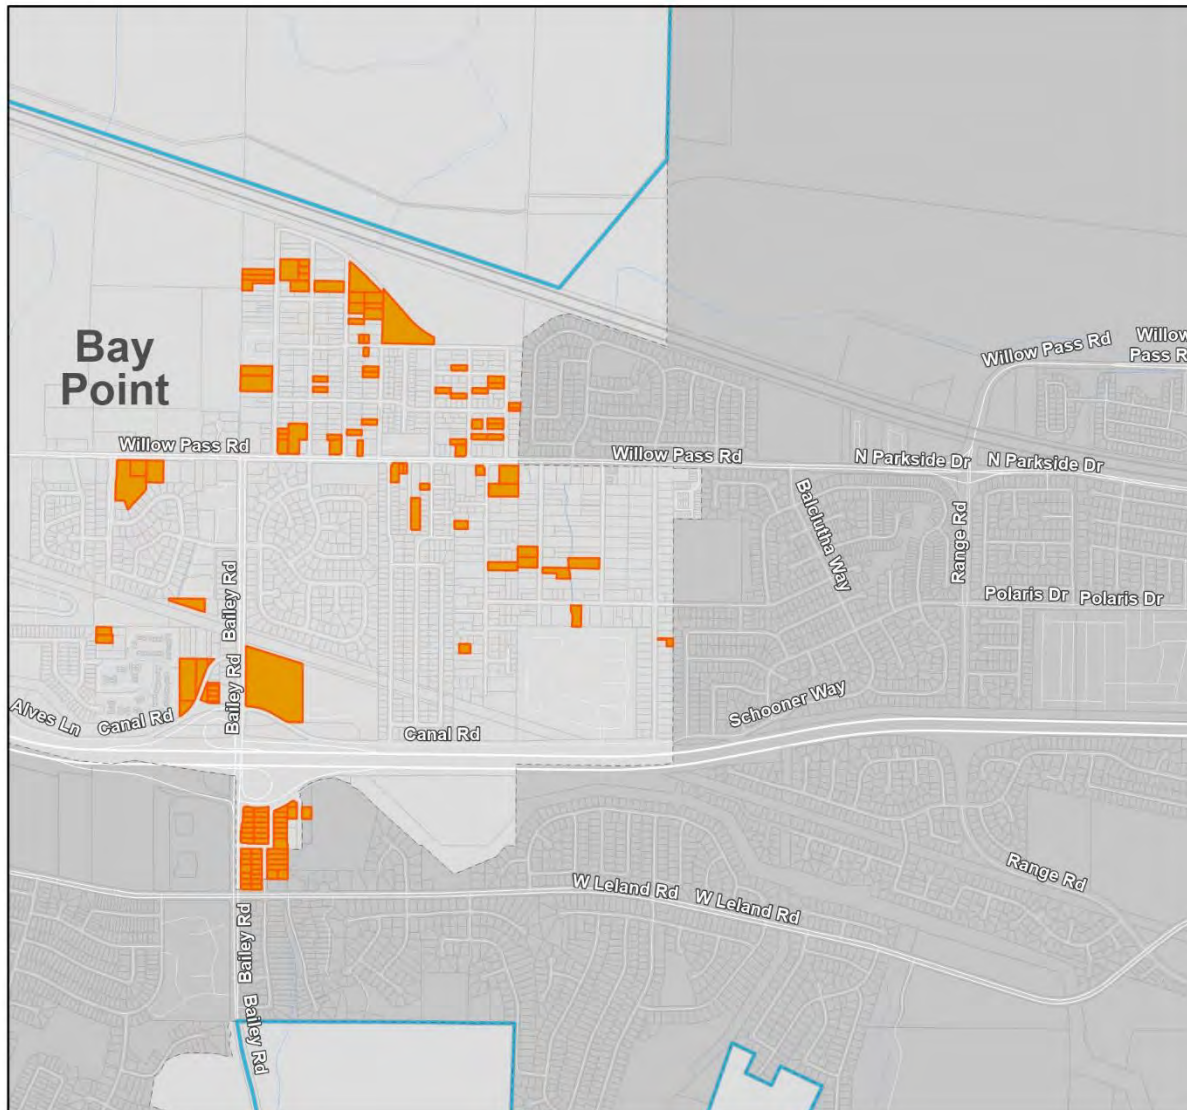 Bay
Point
Willow Pass Rd
Willow
Pass R
Willow Pass Rd
Willow Pass Rd
N Parkside Dr
N Parkside Dr
Balclutha Way
Range Rd
Bailey Rd
Polaris Dr
Polaris Dr
Bailey Rd
Schooner Way
Alves Ln
Canal Rd
Canal Rd
Range Rd
W Leland Rd
W Leland Rd
Bailey Rd
Bailey Rd